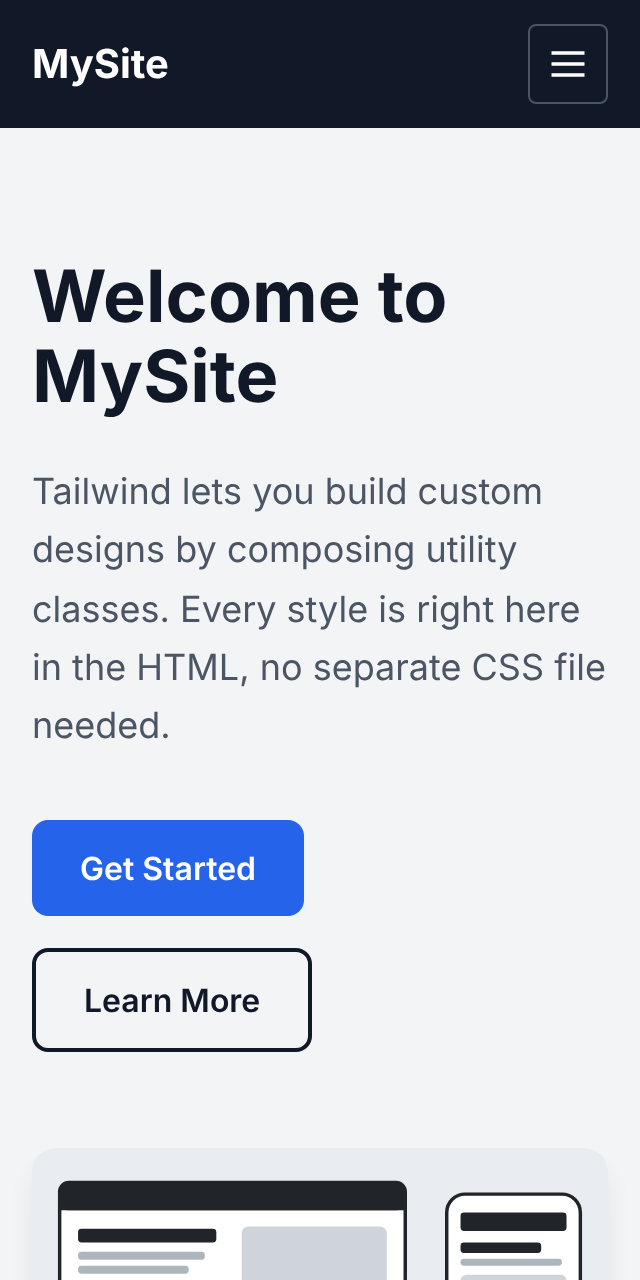 MySite
Welcome to
MySite
Tailwind lets you build custom
designs by composing utility
classes. Every style is right here
in the HTML, no separate CSS file
needed.
Get Started
Learn More